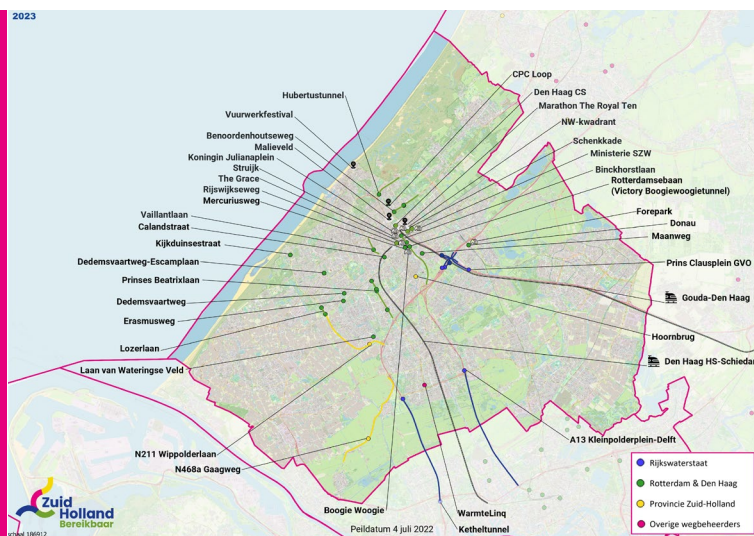 2023
CPC Loop
Den Haag CS
Marathon The Royal Ten
NW-kwadrant
Schenkkade
Ministerie SZW
Binckhorstlaan
Rotterdamsebaan
(Victory Boogiewoogietunnel)
Forepark
Donau
Maanweg
Prins Clausplein GVO
Gouda-Den Haag
Hoornbrug
Den Haag HS-Schiedam
A13 Kleinpolderplein-Delft
Hubertustunnel
Vuurwerkfestival
Benoordenhoutseweg
Malieveld
Koningin Julianaplein
Struijk
The Grace
Rijswijkseweg
Mercuriusweg
Vaillantlaan
Calandstraat
Kijkduinsestraat
Dedemsvaartweg-Escamplaan
Prinses Beatrixlaan
Dedemsvaartweg
Erasmusweg
Lozerlaan
Laan van Wateringse Veld
N211 Wippolderlaan
N468a Gaagweg
Boogie Woogie
WarmteLinq
Ketheltunnel
Peildatum 4 juli 2022
Rijkswaterstaat
Rotterdam & Den Haag
Provincie Zuid-Holland
Overige wegbeheerders
Zuid
Holland
Bereikbaar
schaal 186912